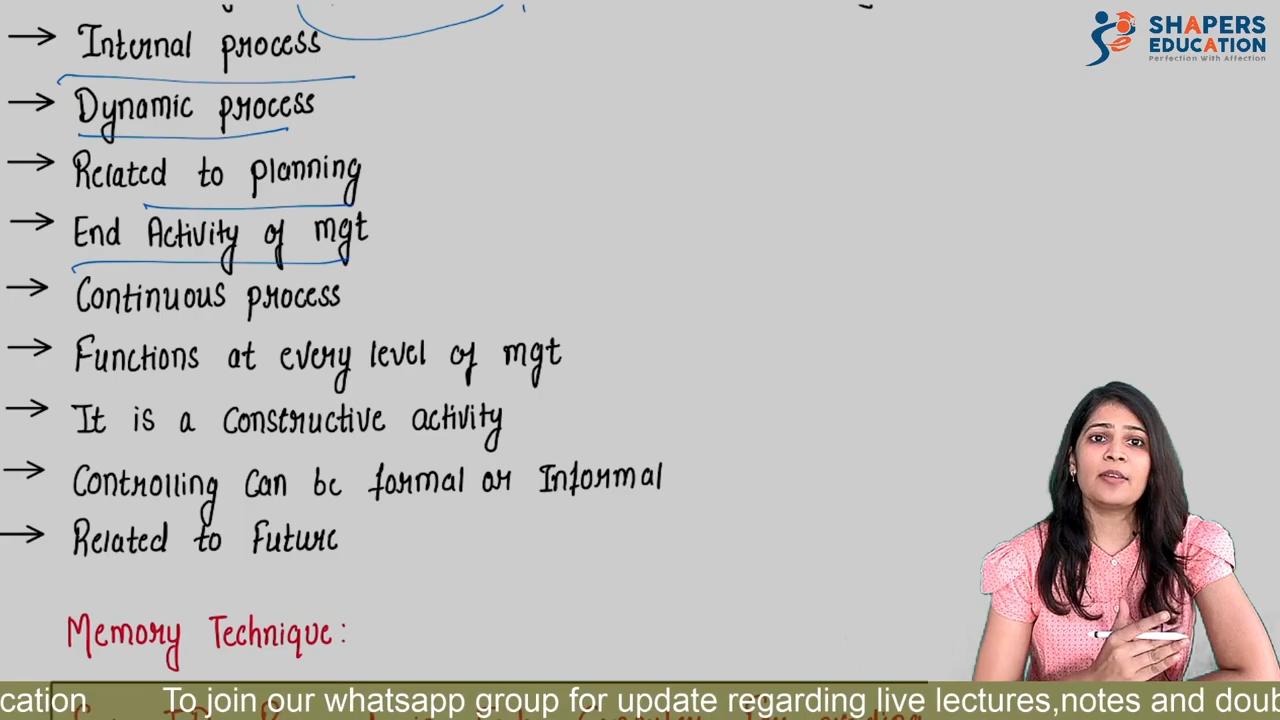 SHAPERS
EDUCATION
Perfection With Affection
→ Internal process
→ Dynamic process
→ Related to planning
→ End Activity of mgt
→ Continuous process
→ Functions at every level of mgt
→ It is a constructive activity
→ Controlling can be formal or Informal
→ Related to Future
Memory Technique:
cation. To join our whatsapp group for update regarding live lectures,notes and doub